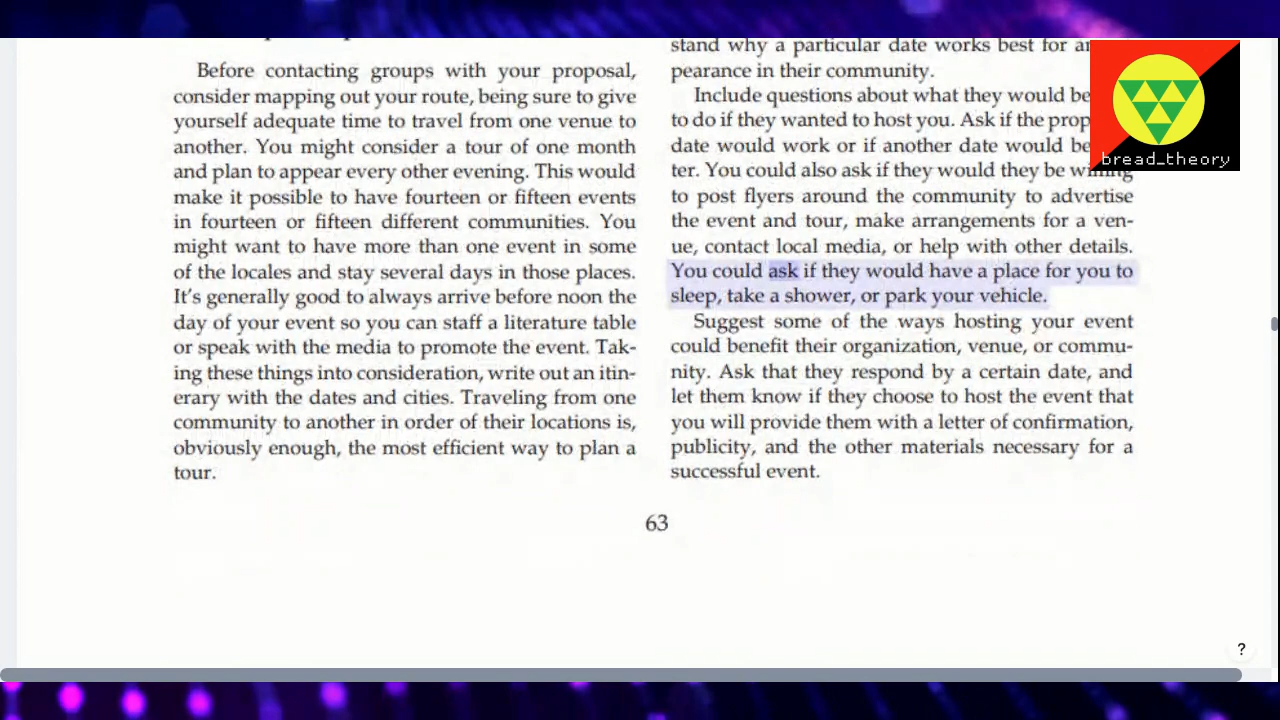 Before contacting groups with your proposal,
consider mapping out your route, being sure to give
yourself adequate time to travel from one venue to
another. You might consider a tour of one month
and plan to appear every other evening. This would
make it possible to have fourteen or fifteen events
in fourteen or fifteen different communities. You
might want to have more than one event in some
of the locales and stay several days in those places.
It's generally good to always arrive before noon the
day of your event so you can staff a literature table
or speak with the media to promote the event. Tak-
ing these things into consideration, write out an itin-
erary with the dates and cities. Traveling from one
community to another in order of their locations is,
obviously enough, the most efficient way to plan a
tour.
stand why a particular date works best for an
pearance in their community.
Include questions about what they would be
to do if they wanted to host you. Ask if the prop
date would work or if another date would be
ter. You could also ask if they would they be willing
to post flyers around the community to advertise
the event and tour, make arrangements for a ven-
ue, contact local media, or help with other details.
You could ask if they would have a place for you to
sleep, take a shower, or park your vehicle.
Suggest some of the ways hosting your event
could benefit their organization, venue, or commu-
nity. Ask that they respond by a certain date, and
let them know if they choose to host the event that
you will provide them with a letter of confirmation,
publicity, and the other materials necessary for a
successful event.
63
bread_theory
?